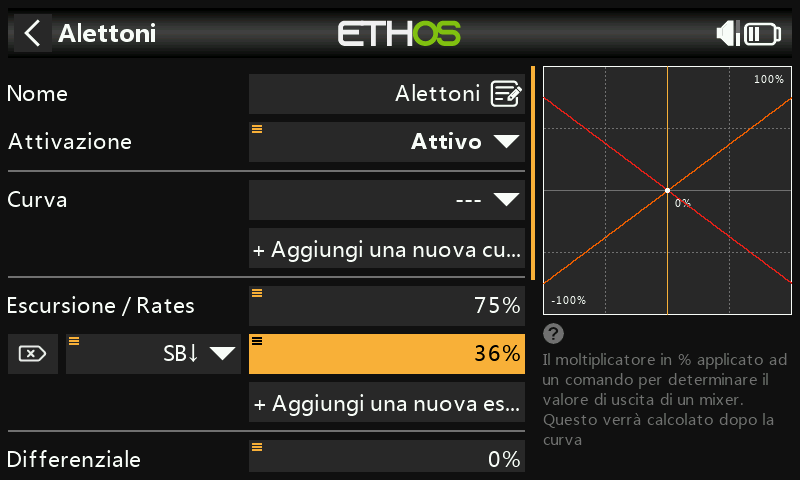 Alettoni
ETHOS
Nome
Alettoni
Attivazione
Attivo
Curva
---
+ Aggiungi una nuova cu...
Escursione / Rates
75%
SB↓
36%
+ Aggiungi una nuova es...
Differenziale
0%
100%
0%
-100%
?
Il moltiplicatore in % applicato ad
un comando per determinare il
valore di uscita di un mixer.
Questo verrà calcolato dopo la
curva